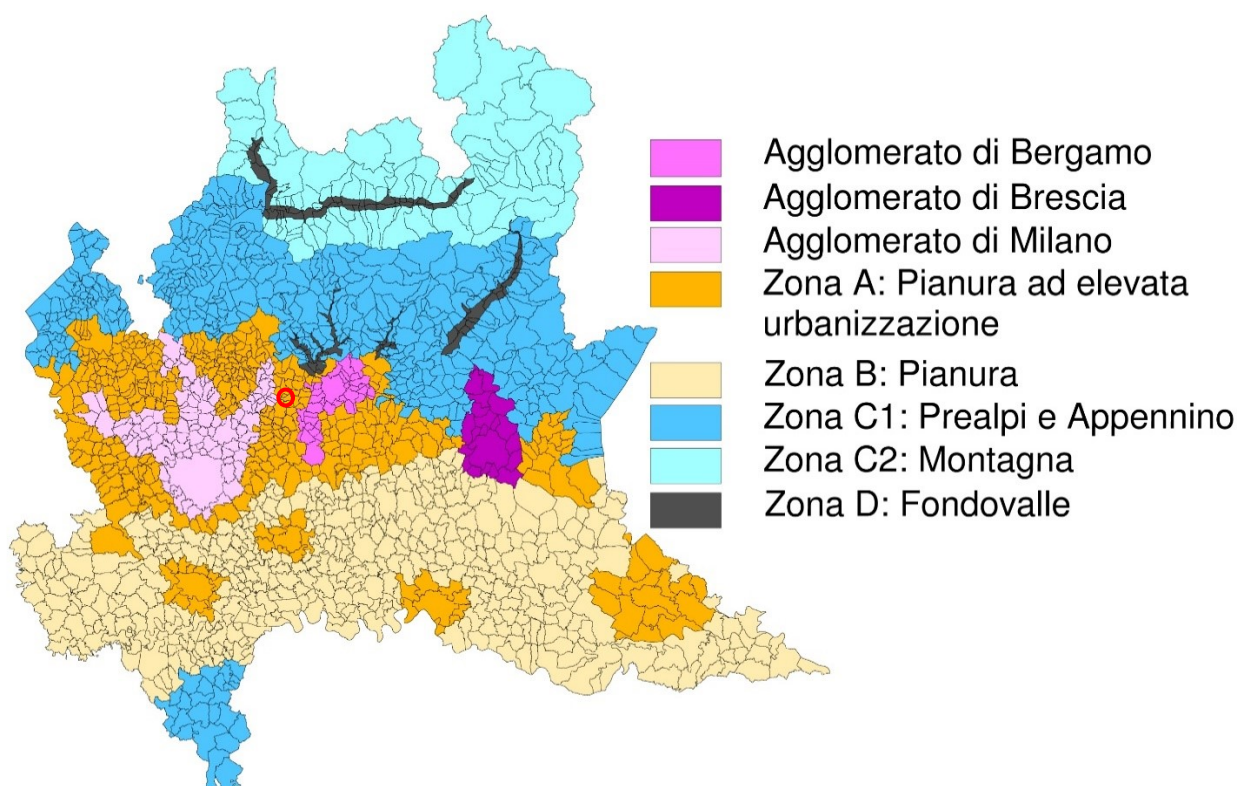 Agglomerato di Bergamo
Agglomerato di Brescia
Agglomerato di Milano
Zona A: Pianura ad elevata
urbanizzazione
Zona B: Pianura
Zona C1: Prealpi e Appennino
Zona C2: Montagna
Zona D: Fondovalle